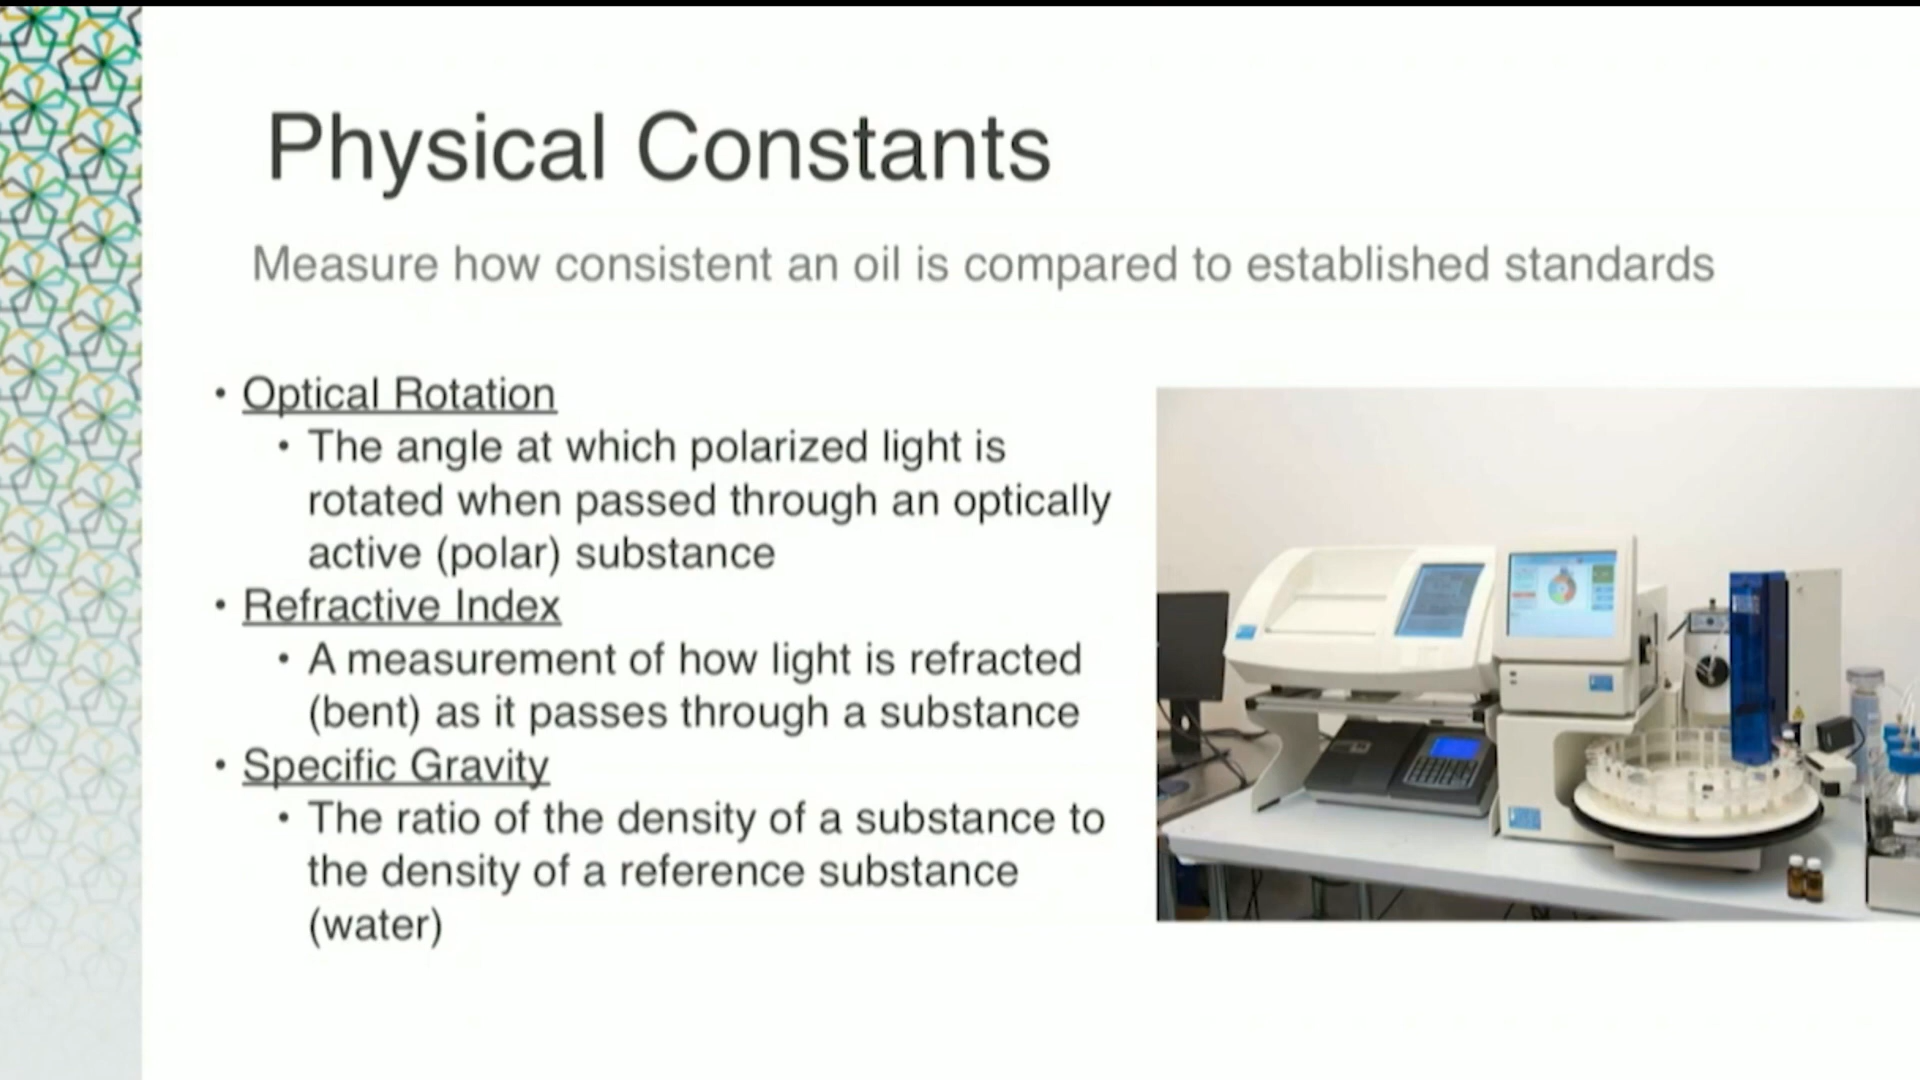 Physical Constants
Measure how consistent an oil is compared to established standards
• Optical Rotation
• The angle at which polarized light is
rotated when passed through an optically
active (polar) substance
• Refractive Index
• A measurement of how light is refracted
(bent) as it passes through a substance
• Specific Gravity
• The ratio of the density of a substance to
the density of a reference substance
(water)